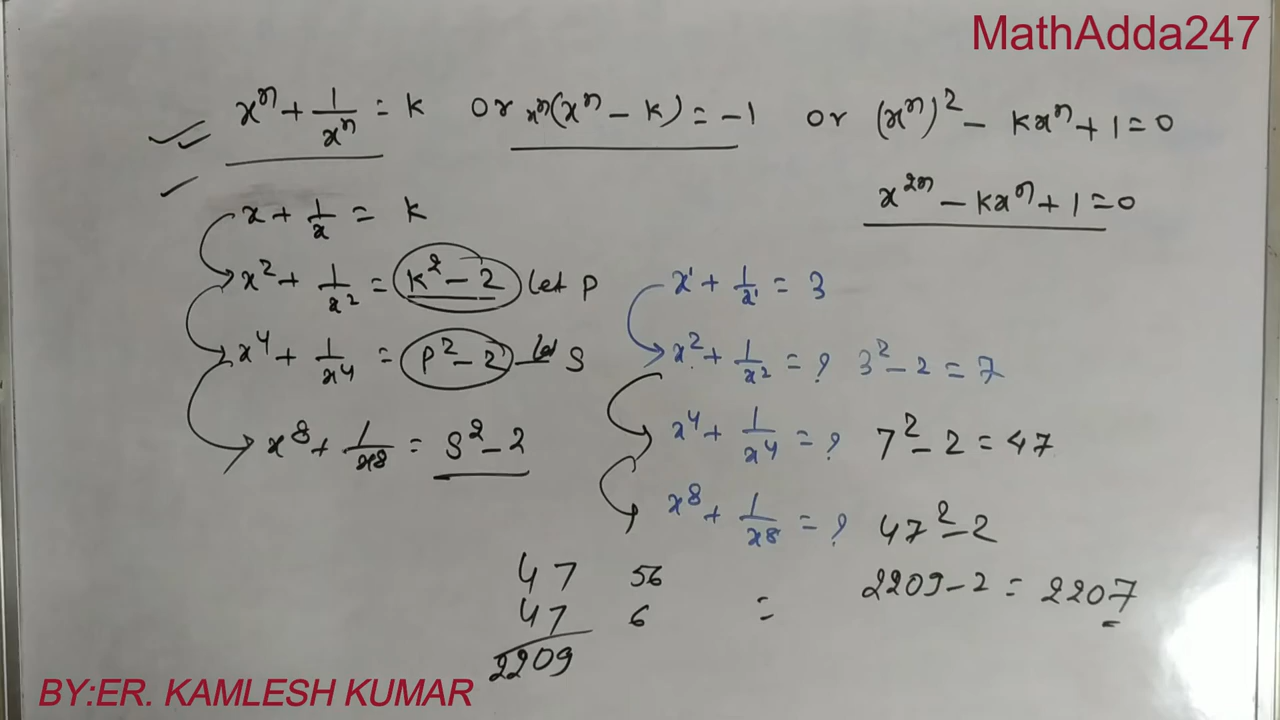 MathAdda247
xⁿ + 1/xⁿ = k or xⁿ(xⁿ - k) = -1 or (xⁿ)² - kxⁿ + 1 = 0
x²ⁿ - kxⁿ + 1 = 0
x + 1/x = k
x² + 1/x² = k² - 2 let P
x⁴ + 1/x⁴ = P² - 2 let S
x⁸ + 1/x⁸ = S² - 2
x¹ + 1/x¹ = 3
x² + 1/x² = ? 3² - 2 = 7
x⁴ + 1/x⁴ = ? 7² - 2 = 47
x⁸ + 1/x⁸ = ? 47² - 2
= 2209 - 2 = 2207
47 56
47 6
2209
BY:ER. KAMLESH KUMAR